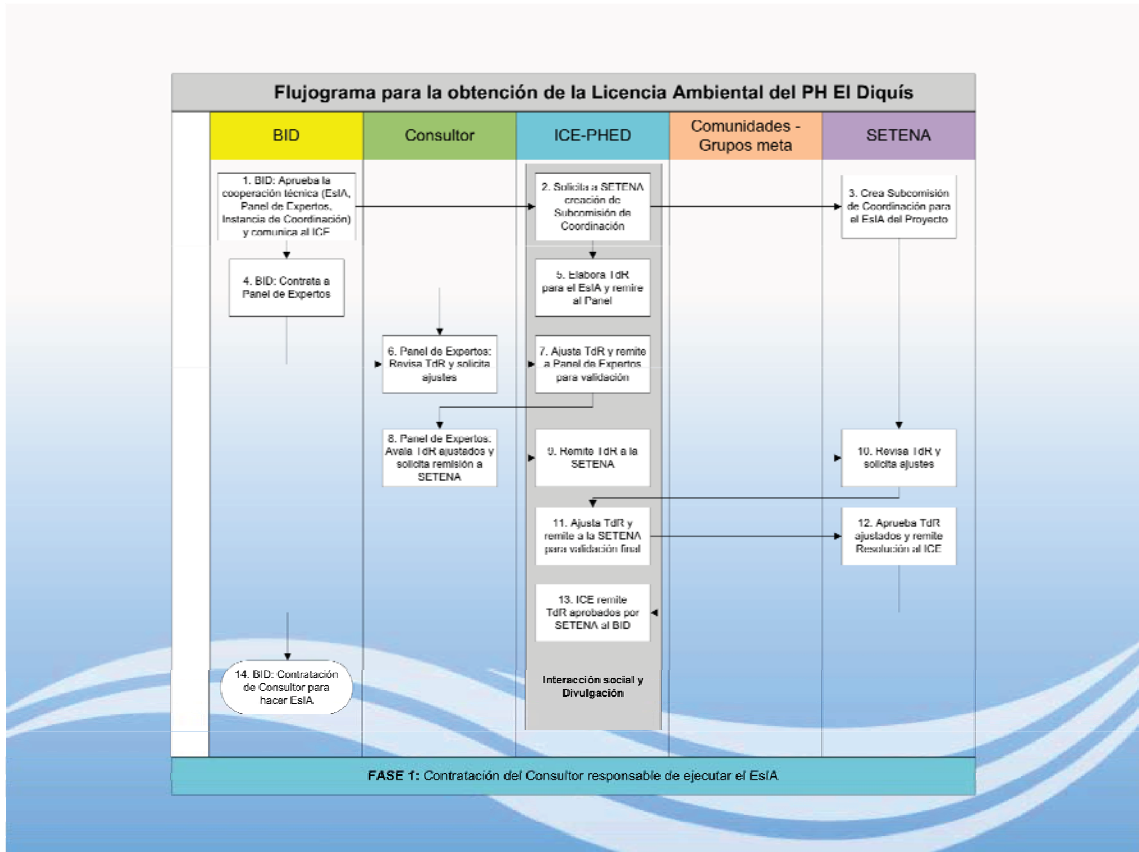 Flujograma para la obtención de la Licencia Ambiental del PH El Diquís
BID
Consultor
ICE-PHED
Comunidades -
Grupos meta
SETENA
1. BID: Aprueba la
cooperación técnica (EsIA,
Panel de Expertos,
Instancia de Coordinación)
y comunica al ICE
2. Solicita a SETENA
creación de
Subcomisión de
Coordinación
3. Crea Subcomisión
de Coordinación para
el EsIA del Proyecto
4. BID: Contrata a
Panel de Expertos
5. Elabora TdR
para el EsIA y remire
al Panel
6. Panel de Expertos:
Revisa TdR y solicita
ajustes
7. Ajusta TdR y remite
a Panel de Expertos
para validación
8. Panel de Expertos:
Avala TdR ajustados y
solicita remisión a
SETENA
9. Remite TdR a la
SETENA
10. Revisa TdR y
solicita ajustes
11. Ajusta TdR y
remite a la SETENA
para validación final
12. Aprueba TdR
ajustados y remite
Resolución al ICE
13. ICE remite
TdR aprobados por
SETENA al BID
14. BID: Contratación
de Consultor para
hacer EsIA
Interacción social y
Divulgación
FASE 1: Contratación del Consultor responsable de ejecutar el EsIA